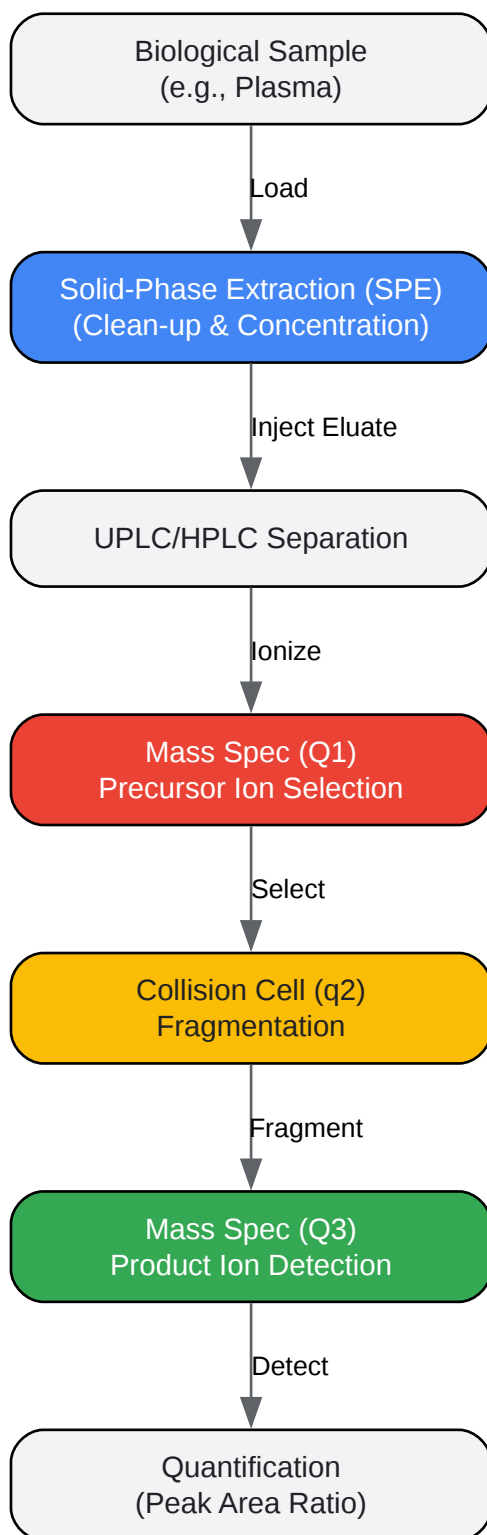 Biological Sample
(e.g., Plasma)
Load
Solid-Phase Extraction (SPE)
(Clean-up & Concentration)
Inject Eluate
UPLC/HPLC Separation
Ionize
Mass Spec (Q1)
Precursor Ion Selection
Select
Collision Cell (q2)
Fragmentation
Fragment
Mass Spec (Q3)
Product Ion Detection
Detect
Quantification
(Peak Area Ratio)